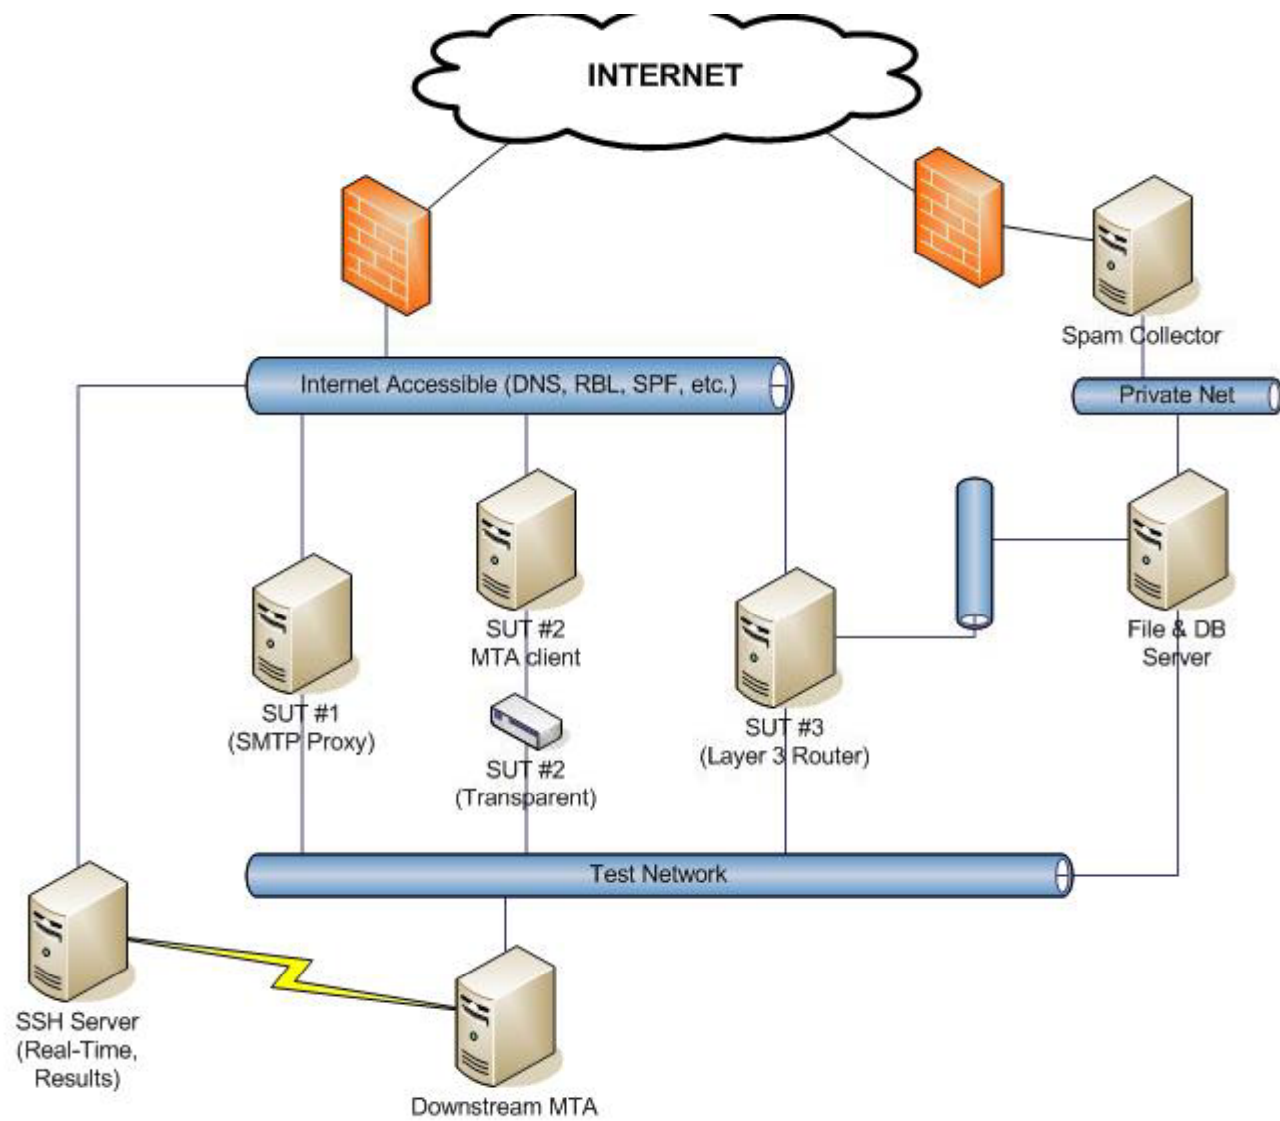 INTERNET
Spam Collector
Internet Accessible (DNS, RBL, SPF, etc.)
Private Net
SUT #2
MTA client
File & DB
Server
SUT #1
(SMTP Proxy)
SUT #3
(Layer 3 Router)
SUT #2
(Transparent)
Test Network
SSH Server
(Real-Time,
Results)
Downstream MTA